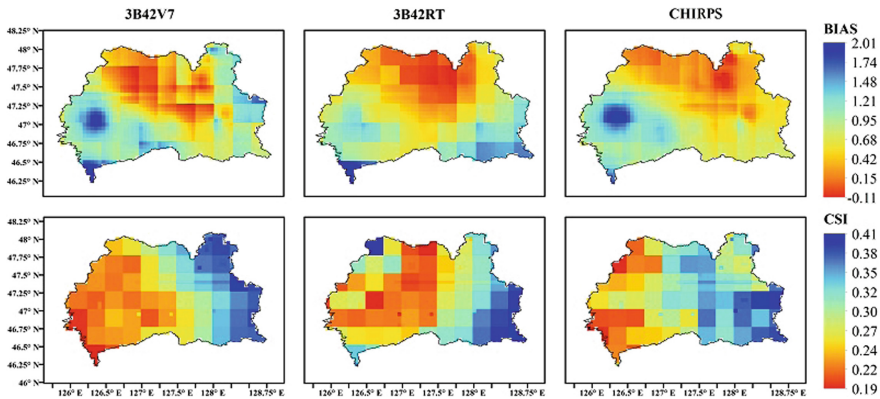 3B42V7 3B42RT CHIRPS
BIAS
48.25° N
48° N
47.75° N
47.5° N
47.25° N
47° N
46.75° N
46.5° N
46.25° N
2.01
1.74
1.48
1.21
0.95
0.68
0.42
0.15
-0.11
CSI
48.25° N
48° N
47.75° N
47.5° N
47.25° N
47° N
46.75° N
46.5° N
46.25° N
46° N
0.41
0.38
0.35
0.33
0.30
0.27
0.24
0.22
0.19
126° E 126.5° E 127° E 127.5° E 128° E 128.75° E 126° E 126.5° E 127° E 127.5° E 128° E 128.75° E 126° E 126.5° E 127° E 127.5° E 128° E 128.75° E